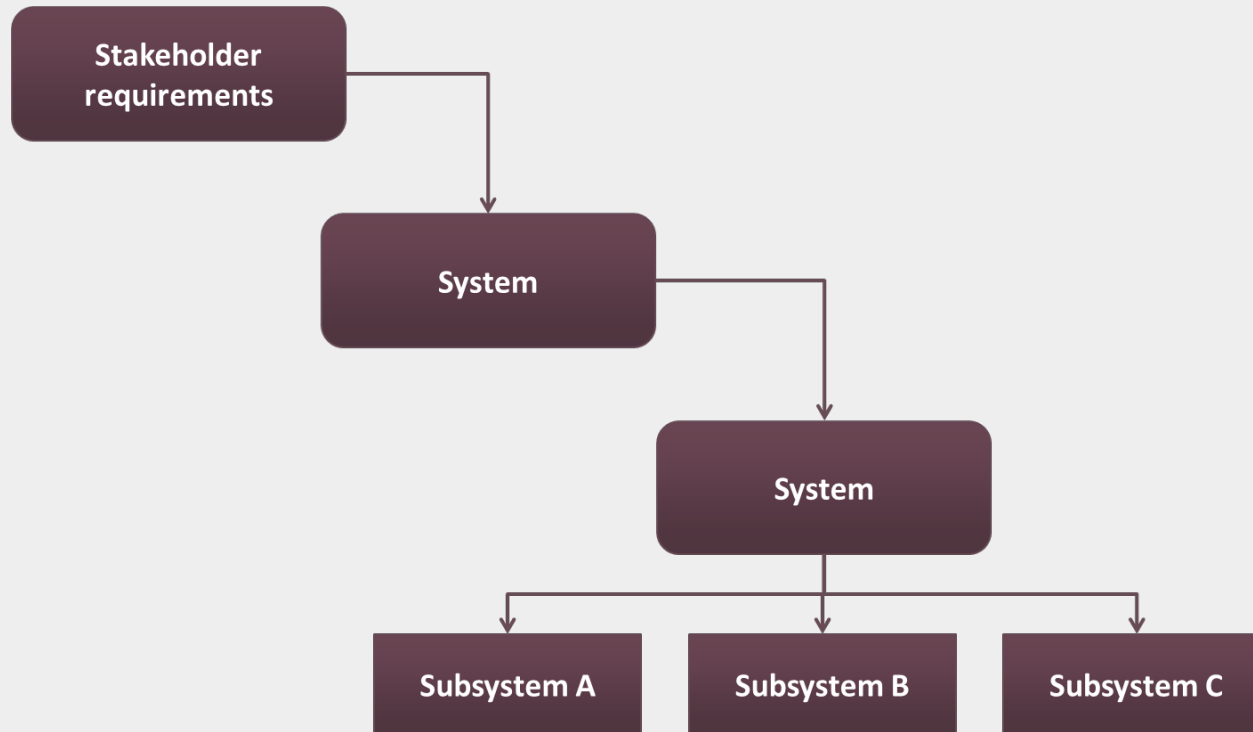 Stakeholder
requirements
System
System
Subsystem A
Subsystem B
Subsystem C